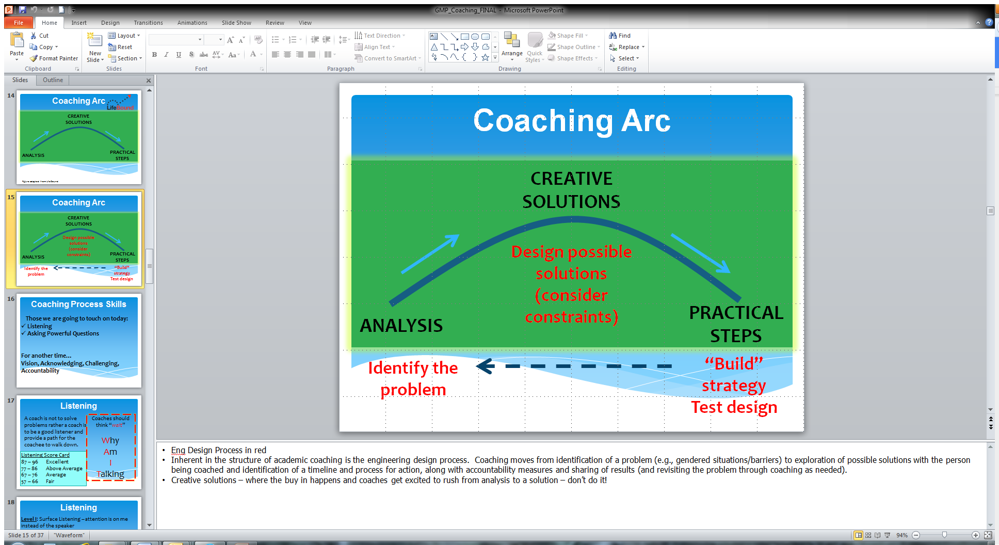 GMP_Coaching_FINAL - Microsoft PowerPoint
File Home Insert Design Transitions Animations Slide Show Review View
Paste
Cut
Copy
Format Painter
Clipboard
New
Slide
Layout
Reset
Section
Slides
B I U S abc AV Aa A
Font
Text Direction
Align Text
Convert to SmartArt
Paragraph
Arrange
Quick
Styles
Shape Fill
Shape Outline
Shape Effects
Drawing
Find
Replace
Select
Editing
Slides Outline
14
Coaching Arc
LifeBound
CREATIVE
SOLUTIONS
ANALYSIS
PRACTICAL
STEPS
Figure adapted from LifeBound
15
Coaching Arc
CREATIVE
SOLUTIONS
Design possible
solutions
(consider
constraints)
ANALYSIS
PRACTICAL
STEPS
Identify the
problem
“Build”
strategy
Test design
16
Coaching Process Skills
Those we are going to touch on today:
✓ Listening
✓ Asking Powerful Questions
For another time...
Vision, Acknowledging, Challenging,
Accountability
17
Listening
A coach is not to solve
problems rather a coach is
to be a good listener and
provide a path for the
coachee to walk down.
Listening Score Card
87 – 96 Excellent
77 – 86 Above Average
67 – 76 Average
57 – 66 Fair
Coaches should
think “wait”
Why
Am
I
Talking
18
Listening
Level I: Surface Listening – attention is on me
instead of the speaker
Coaching Arc
CREATIVE
SOLUTIONS
Design possible
solutions
(consider
constraints)
ANALYSIS
PRACTICAL
STEPS
Identify the
problem
“Build”
strategy
Test design
• Eng Design Process in red
• Inherent in the structure of academic coaching is the engineering design process. Coaching moves from identification of a problem (e.g., gendered situations/barriers) to exploration of possible solutions with the person
being coached and identification of a timeline and process for action, along with accountability measures and sharing of results (and revisiting the problem through coaching as needed).
• Creative solutions – where the buy in happens and coaches get excited to rush from analysis to a solution – don’t do it!
Slide 15 of 37 "Waveform" 94%